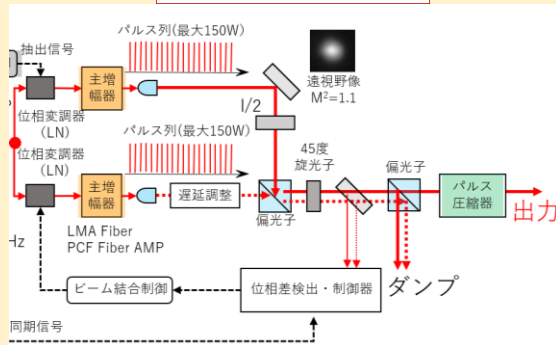 パルス列(最大150W)
抽出信号
主増
幅器
遠視野像
M²=1.1
位相変調器
(LN)
l/2
パルス列(最大150W)
45度
旋光子
偏光子
位相変調器
(LN)
主増
幅器
遅延調整
偏光子
パルス
圧縮器
出力
LMA Fiber
PCF Fiber AMP
Hz
ダンプ
ビーム結合制御
位相差検出・制御器
同期信号